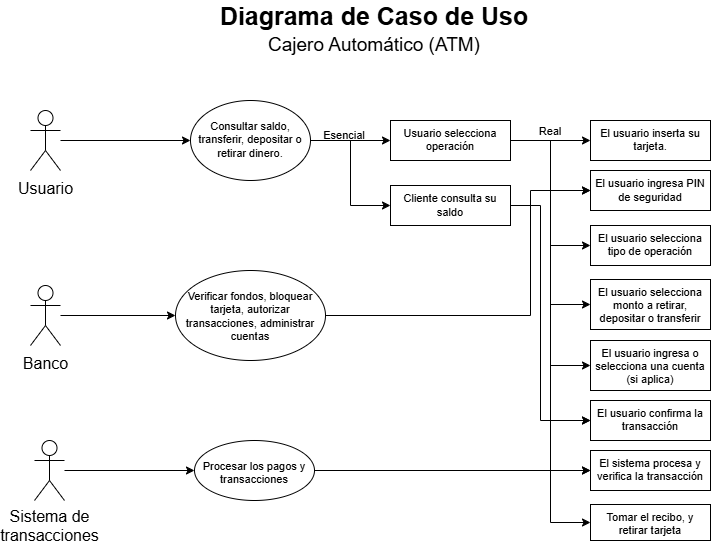 Diagrama de Caso de Uso
Cajero Automático (ATM)
Usuario
Consultar saldo,
transferir, depositar o
retirar dinero.
Esencial
Usuario selecciona
operación
Real
El usuario inserta su
tarjeta.
Cliente consulta su
saldo
El usuario ingresa PIN
de seguridad
El usuario selecciona
tipo de operación
Banco
Verificar fondos, bloquear
tarjeta, autorizar
transacciones, administrar
cuentas
El usuario selecciona
monto a retirar,
depositar o transferir
El usuario ingresa o
selecciona una cuenta
(si aplica)
El usuario confirma la
transacción
Sistema de
transacciones
Procesar los pagos y
transacciones
El sistema procesa y
verifica la transacción
Tomar el recibo, y
retirar tarjeta